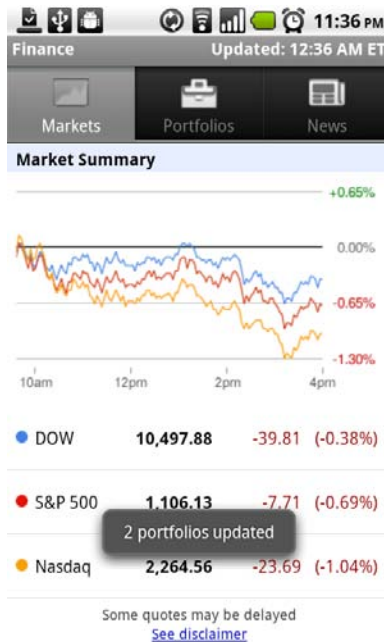 11:36 PM
Finance Updated: 12:36 AM ET
Markets Portfolios News
Market Summary
+0.65%
0.00%
-0.65%
-1.30%
10am 12pm 2pm 4pm
DOW 10,497.88 -39.81 (-0.38%)
S&P 500 1,106.13 -7.71 (-0.69%)
2 portfolios updated
Nasdaq 2,264.56 -23.69 (-1.04%)
Some quotes may be delayed
See disclaimer